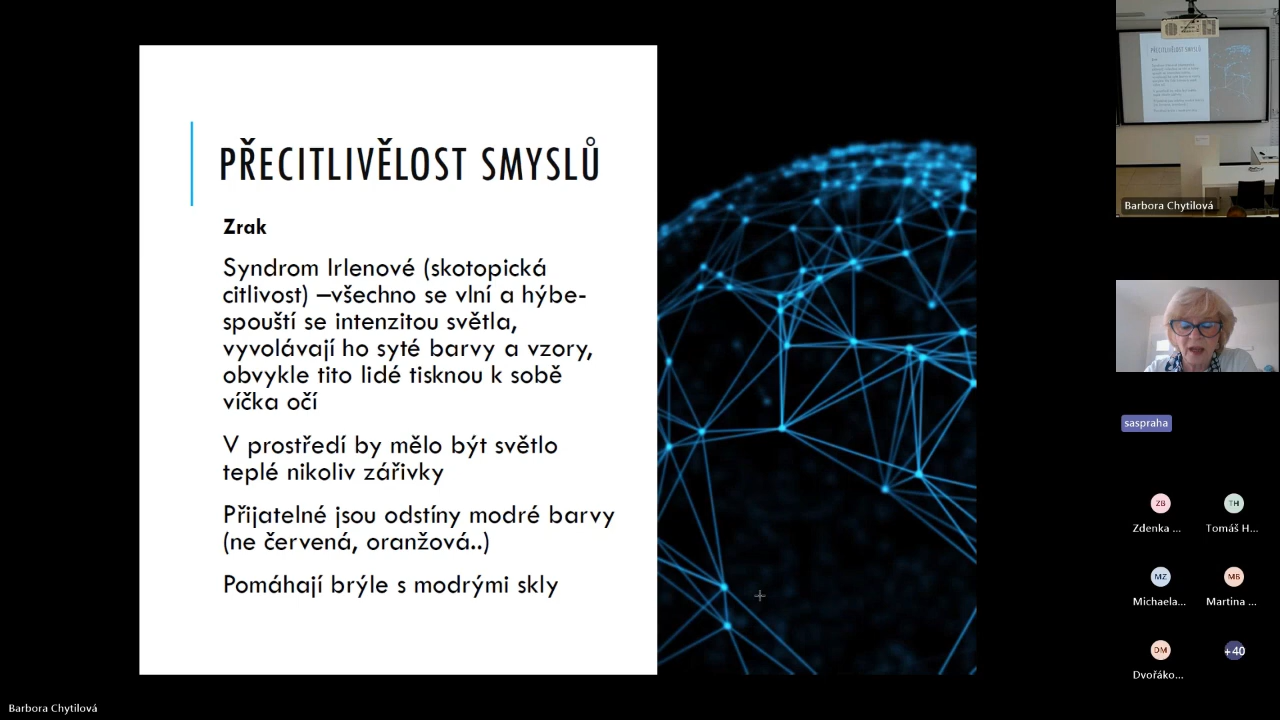 PŘECITLIVĚLOST SMYSLŮ
Zrak
Syndrom Irlenové (skotopická
citlivost) –všechno se vlní a hýbe-
spouští se intenzitou světla,
vyvolávají ho syté barvy a vzory,
obvykle tito lidé tisknou k sobě
víčka očí
V prostředí by mělo být světlo
teplé nikoliv zářivky
Přijatelné jsou odstíny modré barvy
(ne červená, oranžová..)
Pomáhají brýle s modrými skly
Barbora Chytilová
PŘECITLIVĚLOST SMYSLŮ
Barbora Chytilová
saspraha
ZB
TH
Zdenka ...
Tomáš H...
MZ
MB
Michaela...
Martina ...
DM
+40
Dvořáko...